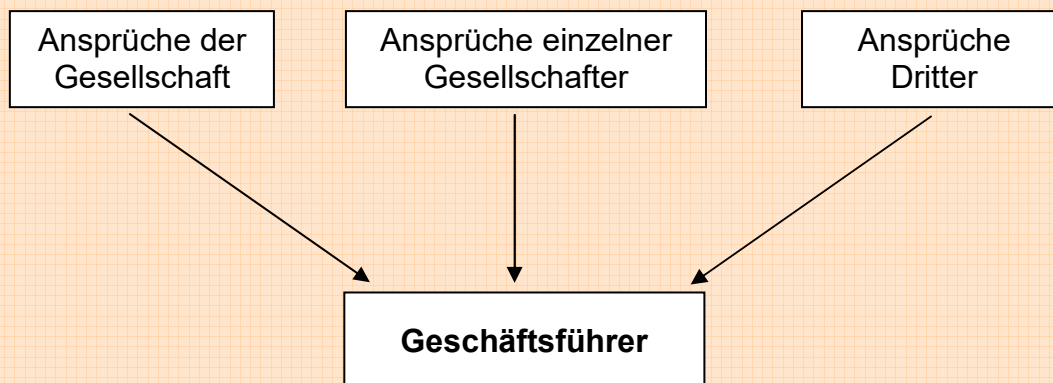 Ansprüche der
Gesellschaft
Ansprüche einzelner
Gesellschafter
Ansprüche
Dritter
Geschäftsführer